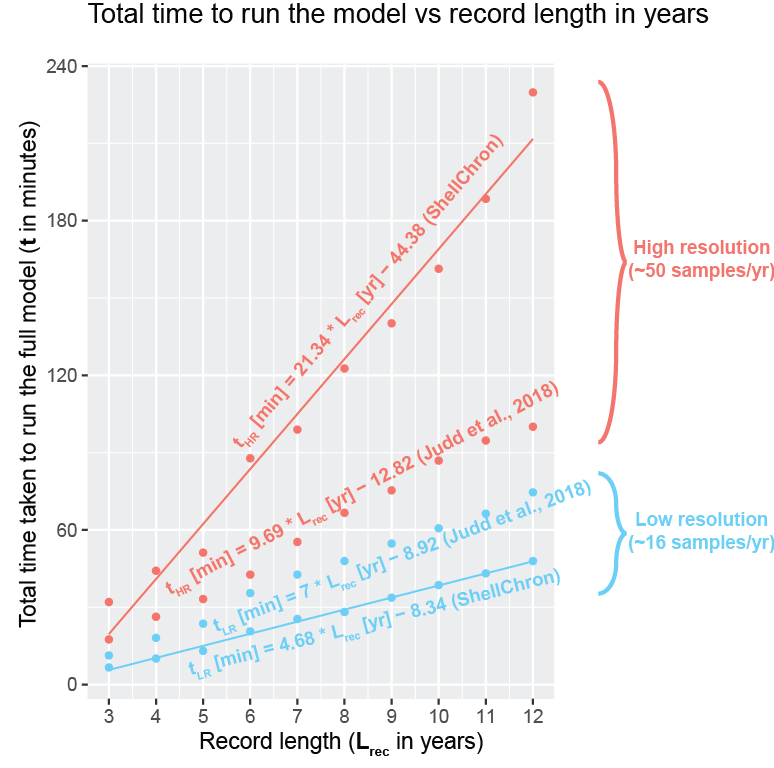 Total time to run the model vs record length in years
Total time taken to run the full model (t in minutes)
240
180
120
60
0
tHR [min] = 21.34 * Lrec [yr] − 44.38 (ShellChron)
tHR [min] = 9.69 * Lrec [yr] − 12.82 (Judd et al., 2018)
tLR [min] = 7 * Lrec [yr] − 8.92 (Judd et al., 2018)
tLR [min] = 4.68 * Lrec [yr] − 8.34 (ShellChron)
High resolution
(~50 samples/yr)
Low resolution
(~16 samples/yr)
3 4 5 6 7 8 9 10 11 12
Record length (Lrec in years)